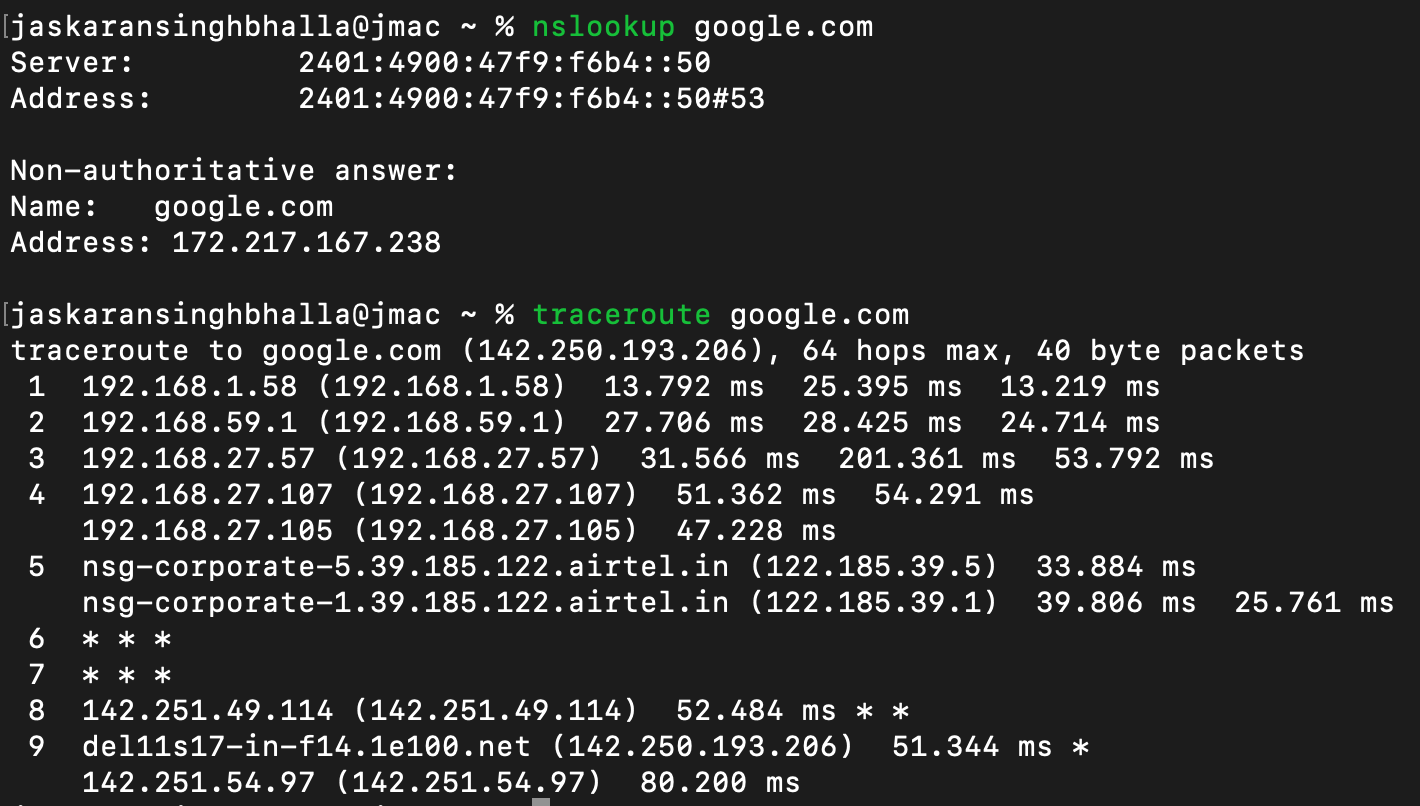 [jaskaransinghbhalla@jmac ~ % nslookup google.com
Server:         2401:4900:47f9:f6b4::50
Address:        2401:4900:47f9:f6b4::50#53

Non-authoritative answer:
Name:   google.com
Address: 172.217.167.238

[jaskaransinghbhalla@jmac ~ % traceroute google.com
traceroute to google.com (142.250.193.206), 64 hops max, 40 byte packets
 1  192.168.1.58 (192.168.1.58)  13.792 ms  25.395 ms  13.219 ms
 2  192.168.59.1 (192.168.59.1)  27.706 ms  28.425 ms  24.714 ms
 3  192.168.27.57 (192.168.27.57)  31.566 ms  201.361 ms  53.792 ms
 4  192.168.27.107 (192.168.27.107)  51.362 ms  54.291 ms
    192.168.27.105 (192.168.27.105)  47.228 ms
 5  nsg-corporate-5.39.185.122.airtel.in (122.185.39.5)  33.884 ms
    nsg-corporate-1.39.185.122.airtel.in (122.185.39.1)  39.806 ms  25.761 ms
 6  * * *
 7  * * *
 8  142.251.49.114 (142.251.49.114)  52.484 ms * *
 9  del11s17-in-f14.1e100.net (142.250.193.206)  51.344 ms *
    142.251.54.97 (142.251.54.97)  80.200 ms